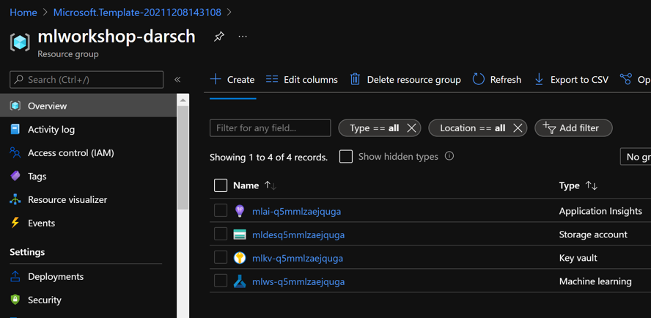 Home > Microsoft.Template-20211208143108 >
mlworkshop-darsch
Resource group
Search (Ctrl+/)
«
Overview
Activity log
Access control (IAM)
Tags
Resource visualizer
Events
Settings
Deployments
Security
+ Create Edit columns Delete resource group Refresh Export to CSV Op
Filter for any field... Type == all Location == all Add filter
Showing 1 to 4 of 4 records. Show hidden types No gr
Name Type
mlai-q5mmlzaejquga Application Insights
mldesq5mmlzaejquga Storage account
mlkv-q5mmlzaejquga Key vault
mlws-q5mmlzaejquga Machine learning